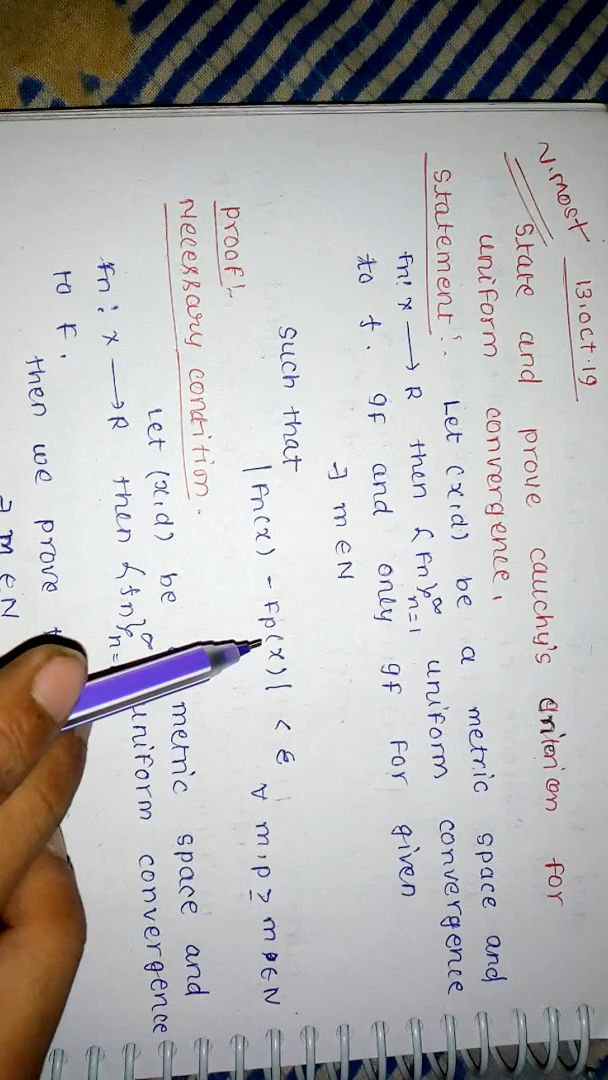 V. most
13.oct.19
State and prove cauchy's criterion for
uniform convergence.
Statement:- Let (x,d) be a metric space and
fn: x → R then {fn}∞n=1 uniform convergence
to f. If and only if for given
∃ m ∈ N
such that
|fn(x) - fp(x)| < ∈ ∀ m,p ≥ m ∈ N
proof:-
Necessary condition.
Let (x,d) be metric space and
fn: x → R then {fn}∞n= uniform convergence
to f.
then we prove
∃ m ∈ N